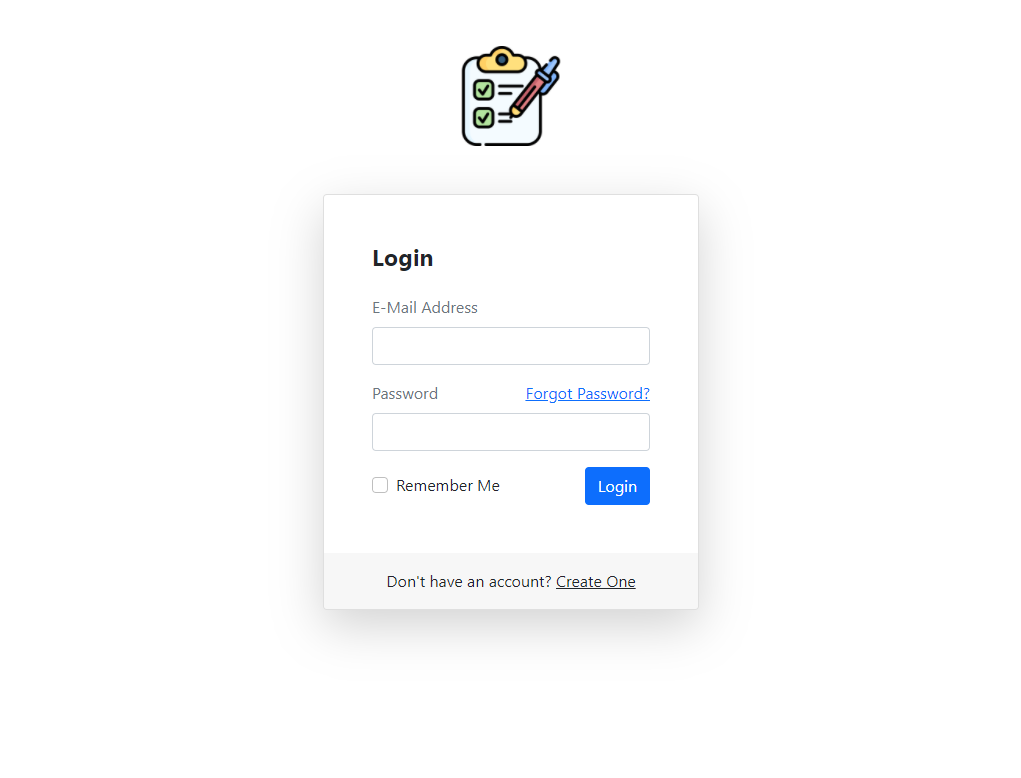 Login
E-Mail Address
Password Forgot Password?
Remember Me Login
Don't have an account? Create One